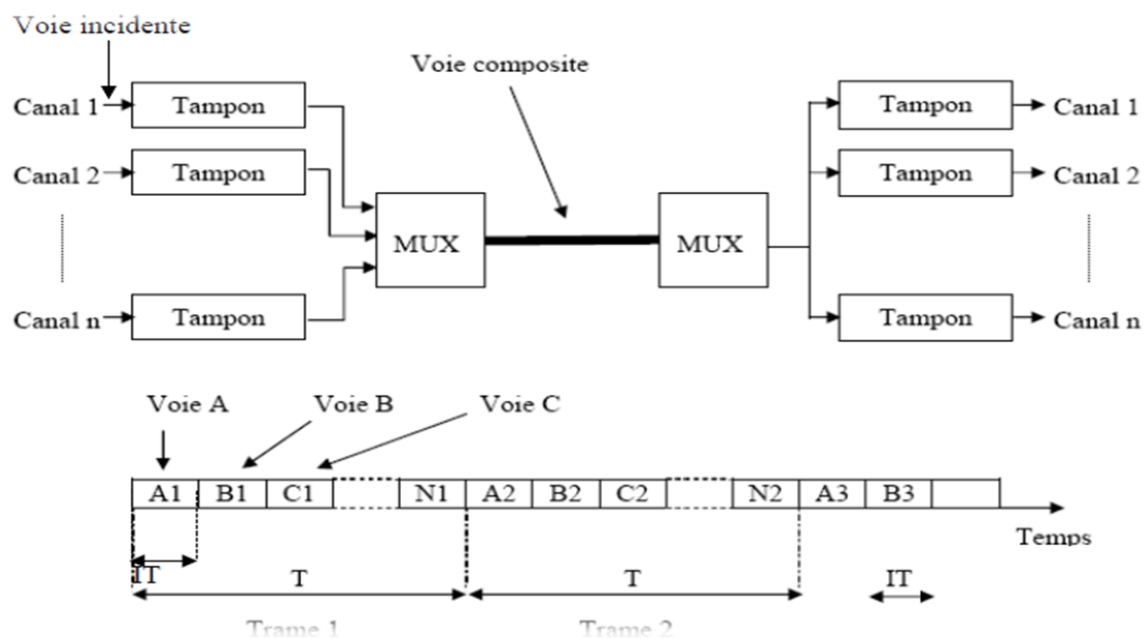 Voie incidente
Voie composite
Canal 1 Tampon Tampon Canal 1
Canal 2 Tampon Tampon Canal 2
MUX MUX
Canal n Tampon Tampon Canal n
Voie A Voie B Voie C
A1 B1 C1 N1 A2 B2 C2 N2 A3 B3
Temps
IT T T IT
Trame 1 Trame 2